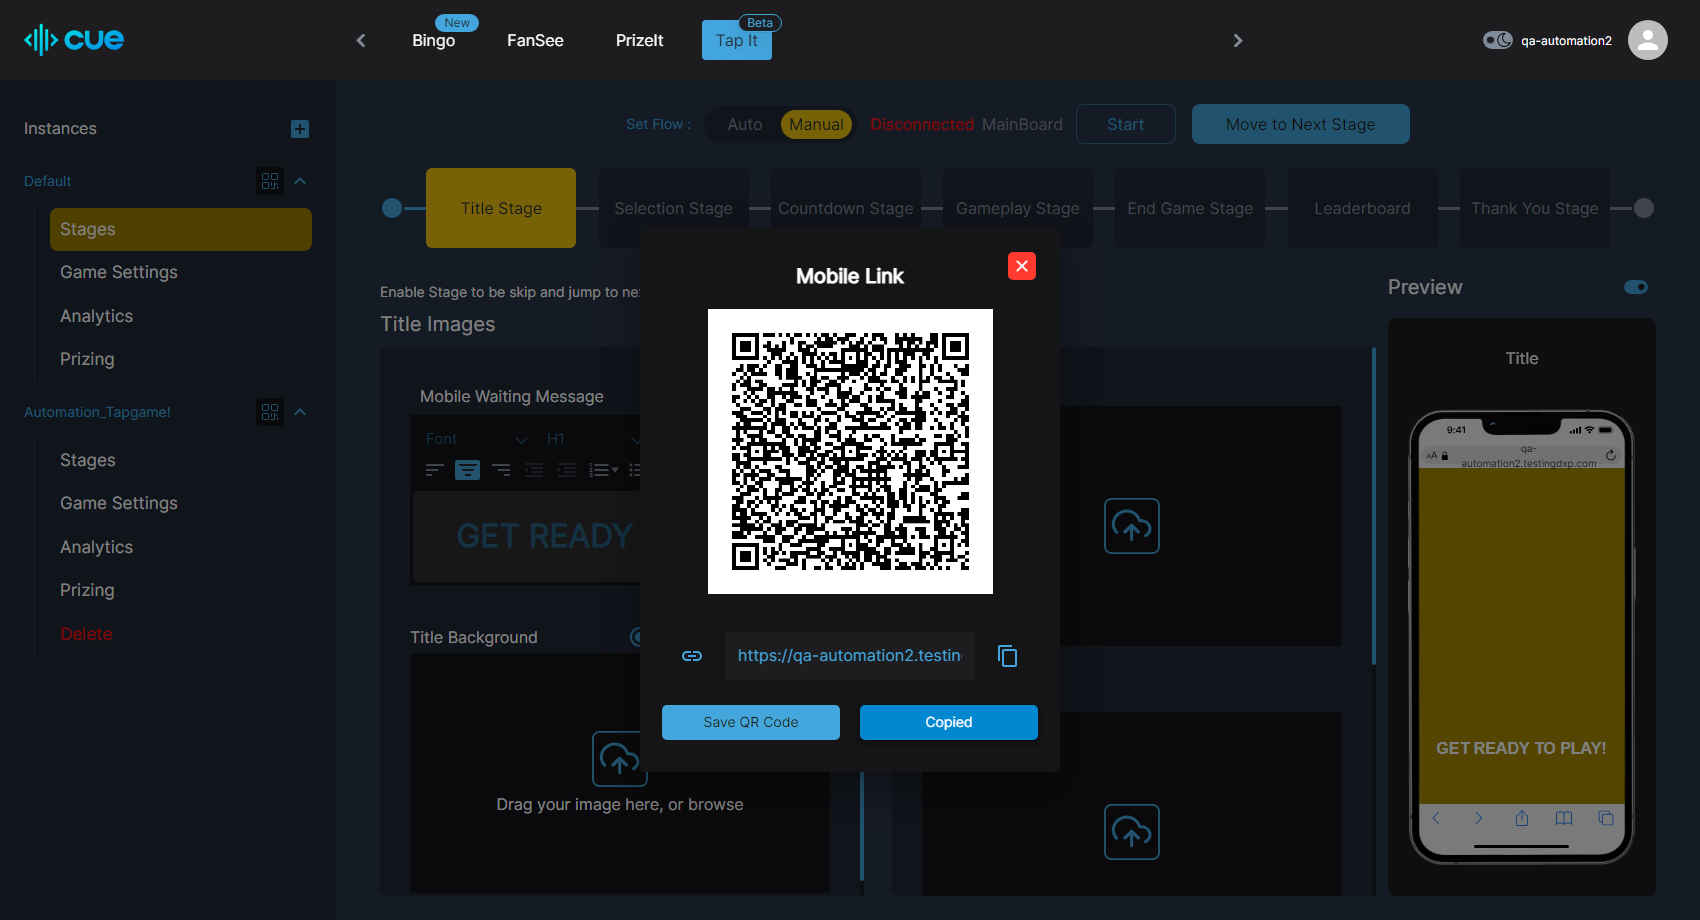 cue
New
Bingo
FanSee
PrizeIt
Beta
Tap It
qa-automation2
Instances
Default
Stages
Game Settings
Analytics
Prizing
Automation_Tapgame!
Stages
Game Settings
Analytics
Prizing
Delete
Set Flow :
Auto
Manual
Disconnected MainBoard
Start
Move to Next Stage
Title Stage
Selection Stage
Countdown Stage
Gameplay Stage
End Game Stage
Leaderboard
Thank You Stage
Enable Stage to be skip and jump to ne
Title Images
Mobile Waiting Message
Font
H1
GET READY
Title Background
Drag your image here, or browse
Mobile Link
https://qa-automation2.testin
Save QR Code
Copied
Preview
Title
9:41
AA
qa-
automation2.testingdxp.com
GET READY TO PLAY!